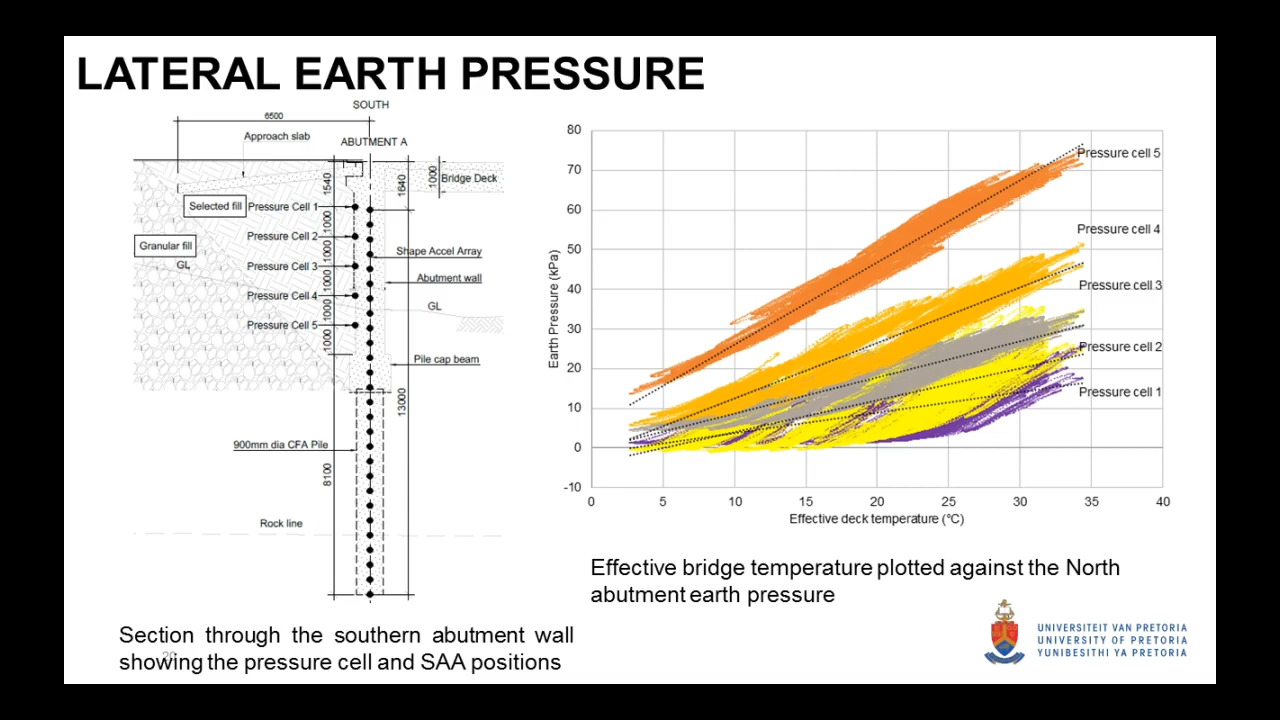 LATERAL EARTH PRESSURE
SOUTH
6500
Approach slab
ABUTMENT A
1540
1640
1000
Bridge Deck
Selected fill
Pressure Cell 1
1000
Pressure Cell 2
Granular fill
1000
Shape Accel Array
GL
Pressure Cell 3
1000
Abutment wall
Pressure Cell 4
GL
1000
Pressure Cell 5
1000
Pile cap beam
13000
900mm dia CFA Pile
8100
Rock line
Section through the southern abutment wall
showing the pressure cell and SAA positions
20
80
70
60
50
40
30
20
10
0
-10
Earth Pressure (kPa)
Pressure cell 5
Pressure cell 4
Pressure cell 3
Pressure cell 2
Pressure cell 1
0 5 10 15 20 25 30 35 40
Effective deck temperature (°C)
Effective bridge temperature plotted against the North
abutment earth pressure
UNIVERSITEIT VAN PRETORIA
UNIVERSITY OF PRETORIA
YUNIBESITHI YA PRETORIA